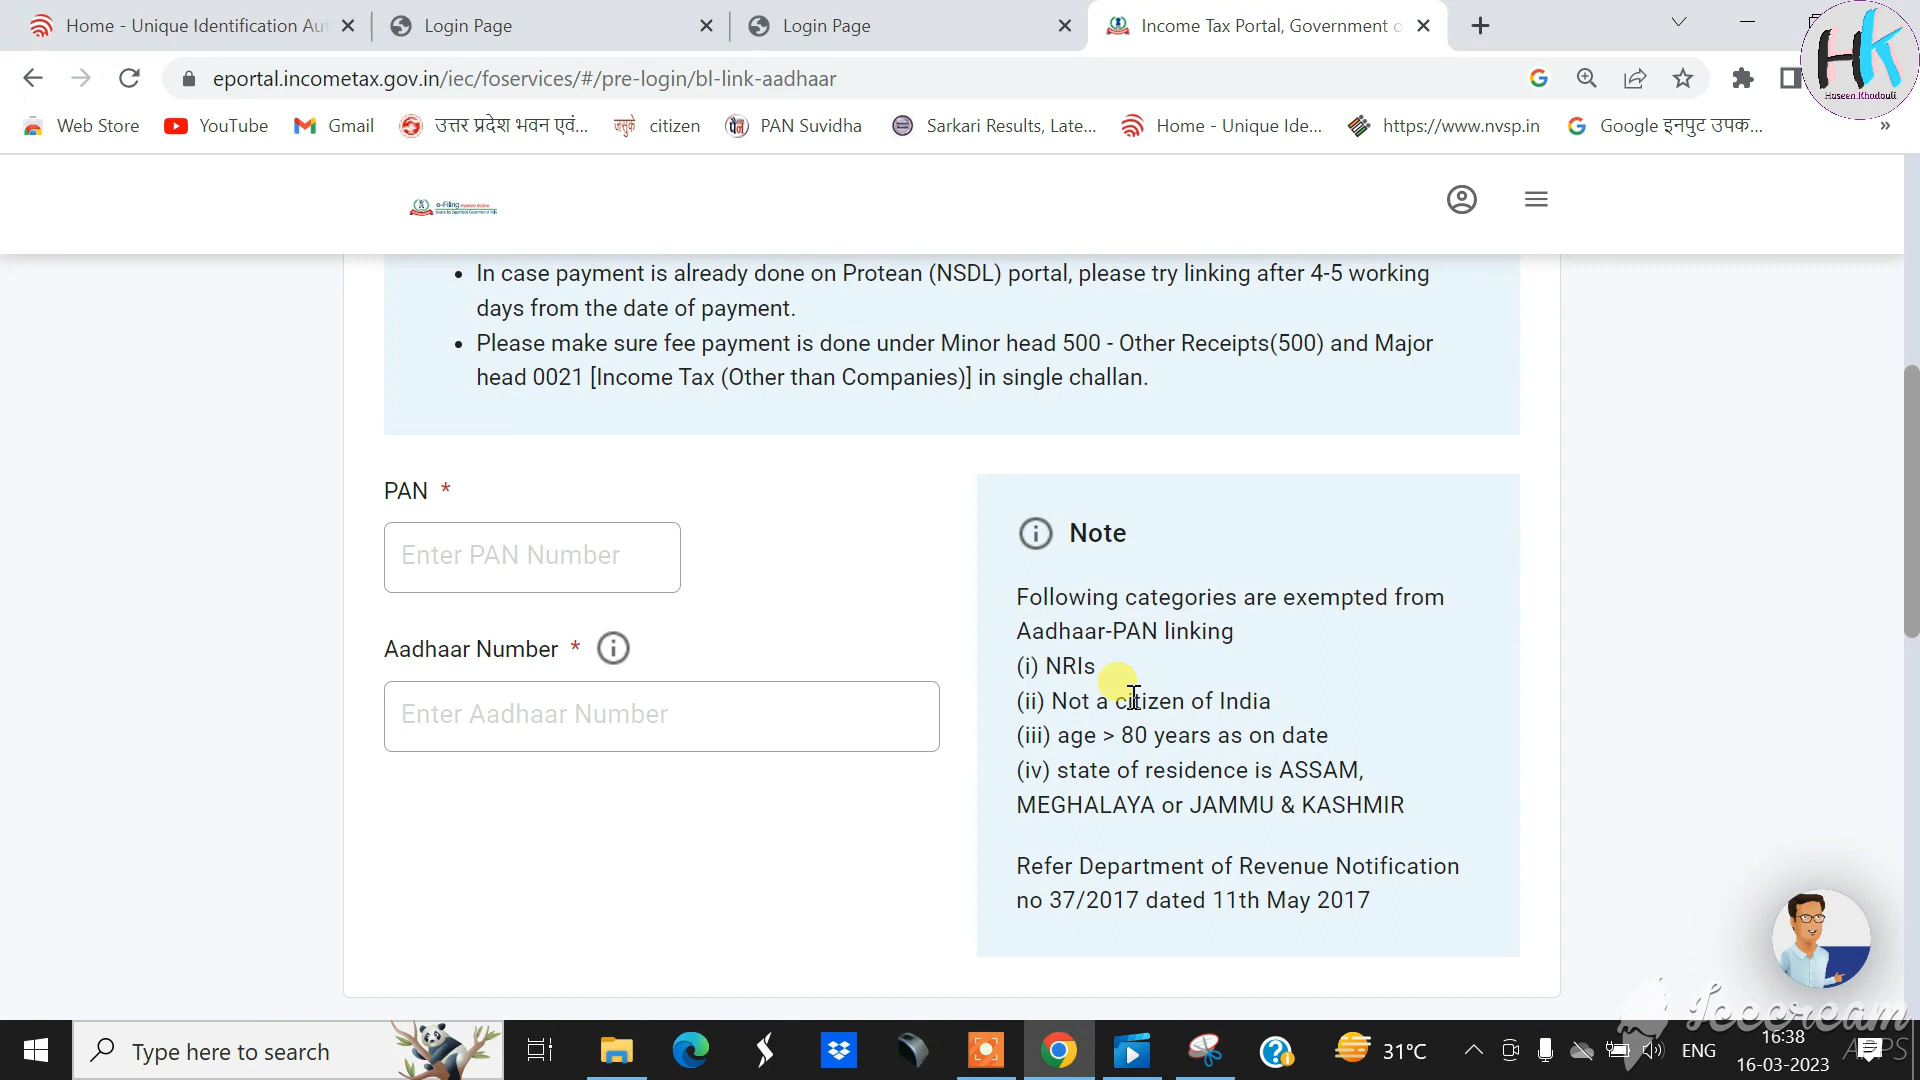 Home - Unique Identification Aut
Login Page
Login Page
Income Tax Portal, Government o
HK
Haseen Khadauli
eportal.incometax.gov.in/iec/foservices/#/pre-login/bl-link-aadhaar
Web Store
YouTube
Gmail
उत्तर प्रदेश भवन एवं...
citizen
PAN Suvidha
Sarkari Results, Late...
Home - Unique Ide...
https://www.nvsp.in
Google इनपुट उपक...
»
e-Filing
• In case payment is already done on Protean (NSDL) portal, please try linking after 4-5 working
days from the date of payment.
• Please make sure fee payment is done under Minor head 500 - Other Receipts(500) and Major
head 0021 [Income Tax (Other than Companies)] in single challan.
PAN *
Enter PAN Number
Aadhaar Number *
Enter Aadhaar Number
Note
Following categories are exempted from
Aadhaar-PAN linking
(i) NRIs
(ii) Not a citizen of India
(iii) age > 80 years as on date
(iv) state of residence is ASSAM,
MEGHALAYA or JAMMU & KASHMIR
Refer Department of Revenue Notification
no 37/2017 dated 11th May 2017
Icecream
APPS
Type here to search
31°C
ENG
16:38
16-03-2023